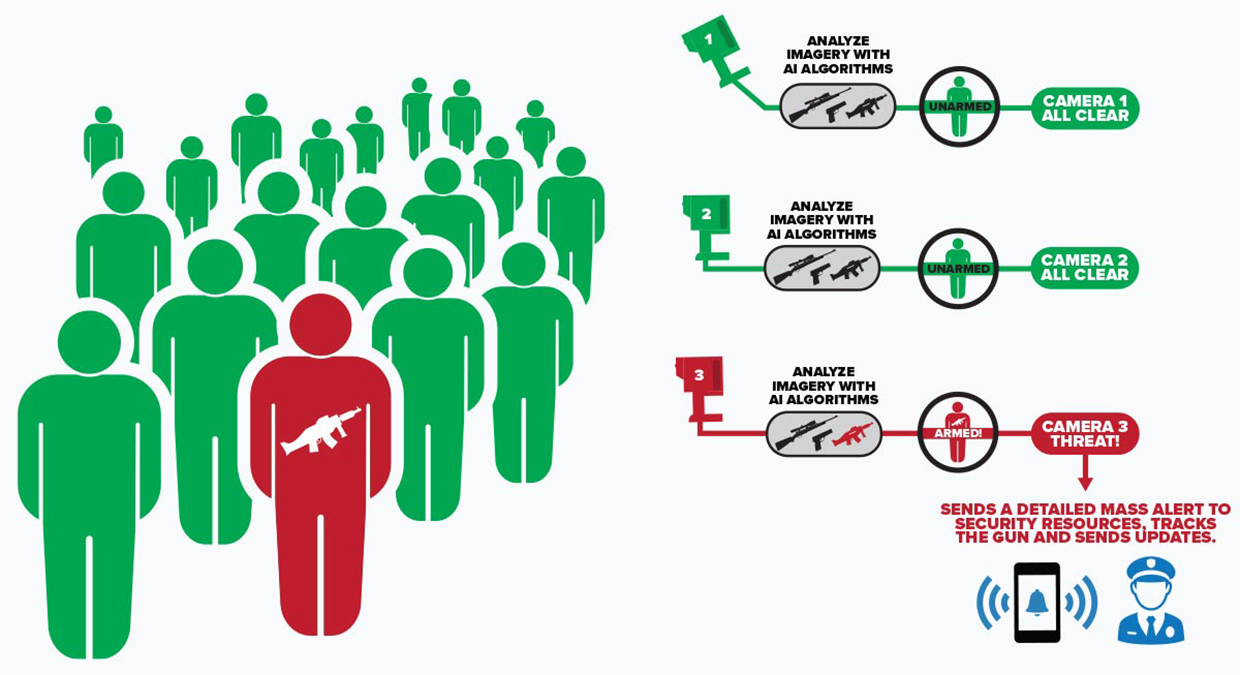 1
ANALYZE
IMAGERY WITH
AI ALGORITHMS
UNARMED
CAMERA 1
ALL CLEAR
2
ANALYZE
IMAGERY WITH
AI ALGORITHMS
UNARMED
CAMERA 2
ALL CLEAR
3
ANALYZE
IMAGERY WITH
AI ALGORITHMS
ARMED!
CAMERA 3
THREAT!
SENDS A DETAILED MASS ALERT TO
SECURITY RESOURCES, TRACKS
THE GUN AND SENDS UPDATES.